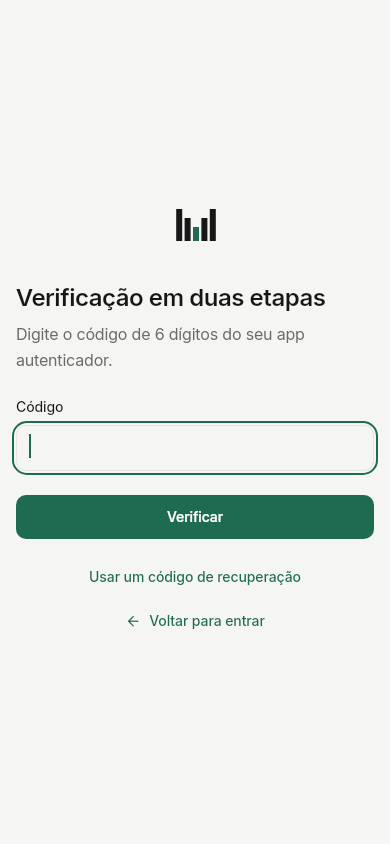 Verificação em duas etapas
Digite o código de 6 dígitos do seu app
autenticador.
Código
Verificar
Usar um código de recuperação
Voltar para entrar